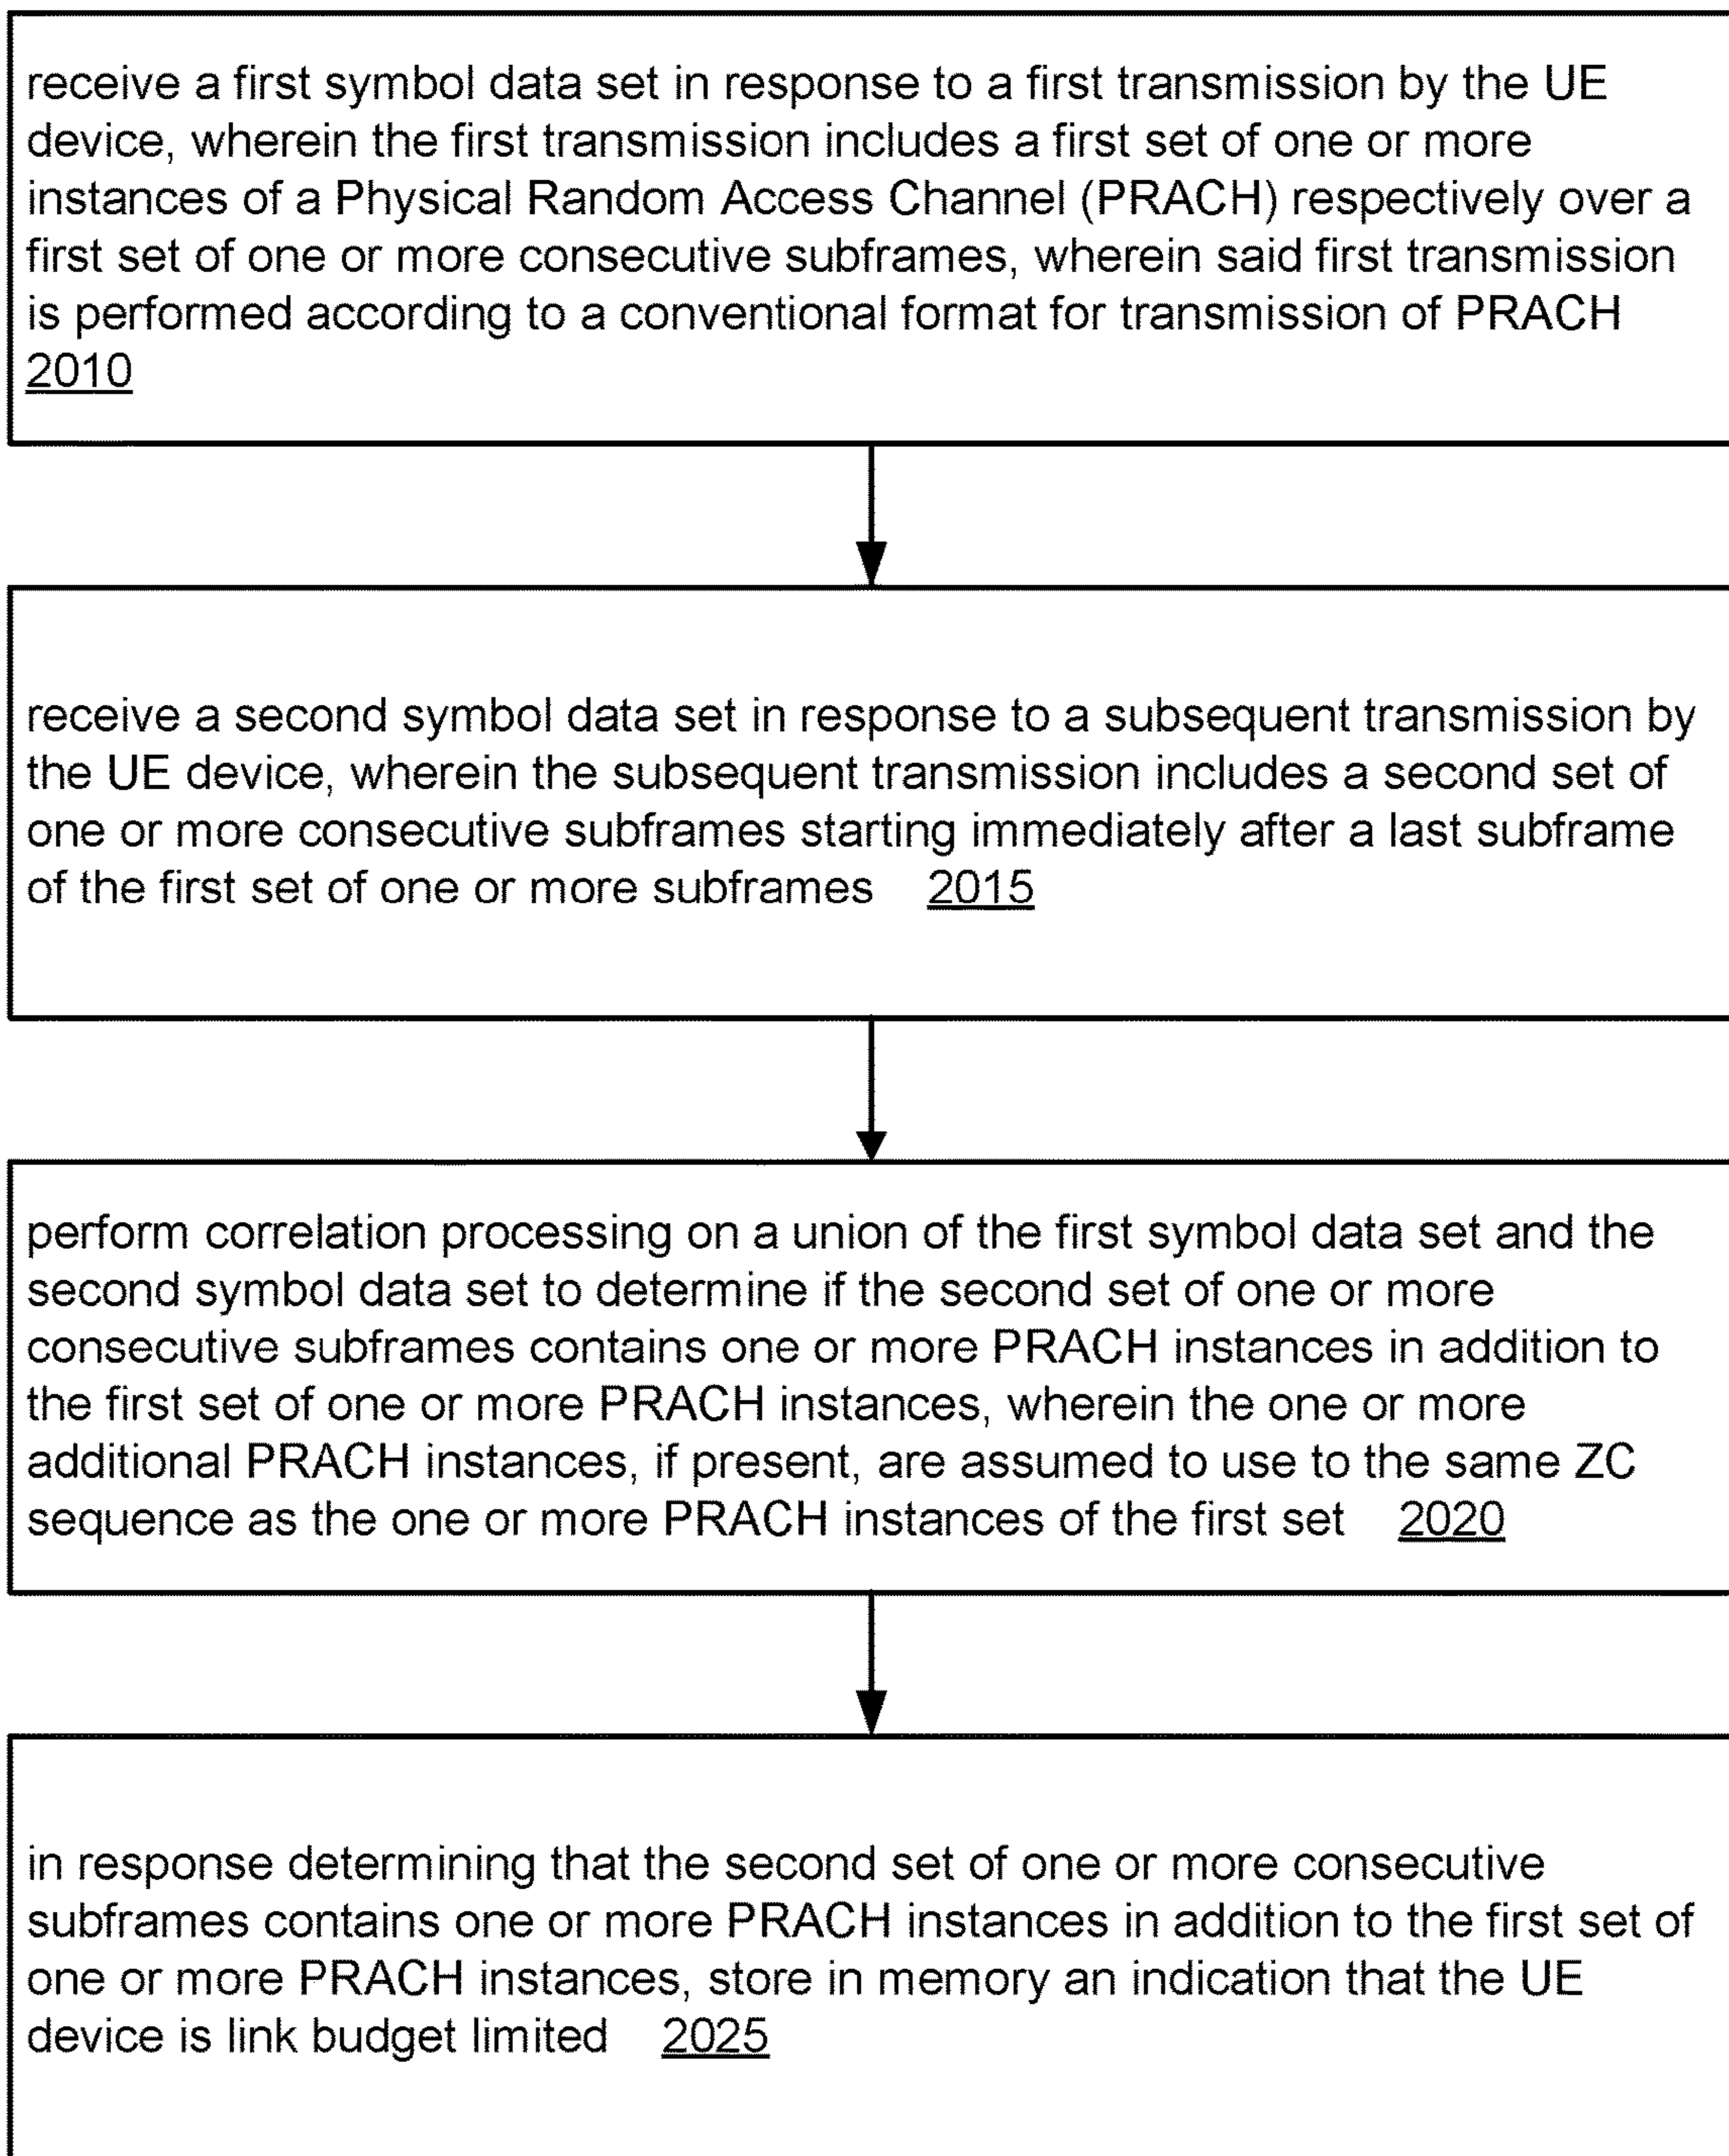 receive a first symbol data set in response to a first transmission by the UE
device, wherein the first transmission includes a first set of one or more
instances of a Physical Random Access Channel (PRACH) respectively over a
first set of one or more consecutive subframes, wherein said first transmission
is performed according to a conventional format for transmission of PRACH
2010
receive a second symbol data set in response to a subsequent transmission by
the UE device, wherein the subsequent transmission includes a second set of
one or more consecutive subframes starting immediately after a last subframe
of the first set of one or more subframes 2015
perform correlation processing on a union of the first symbol data set and the
second symbol data set to determine if the second set of one or more
consecutive subframes contains one or more PRACH instances in addition to
the first set of one or more PRACH instances, wherein the one or more
additional PRACH instances, if present, are assumed to use to the same ZC
sequence as the one or more PRACH instances of the first set 2020
in response determining that the second set of one or more consecutive
subframes contains one or more PRACH instances in addition to the first set of
one or more PRACH instances, store in memory an indication that the UE
device is link budget limited 2025